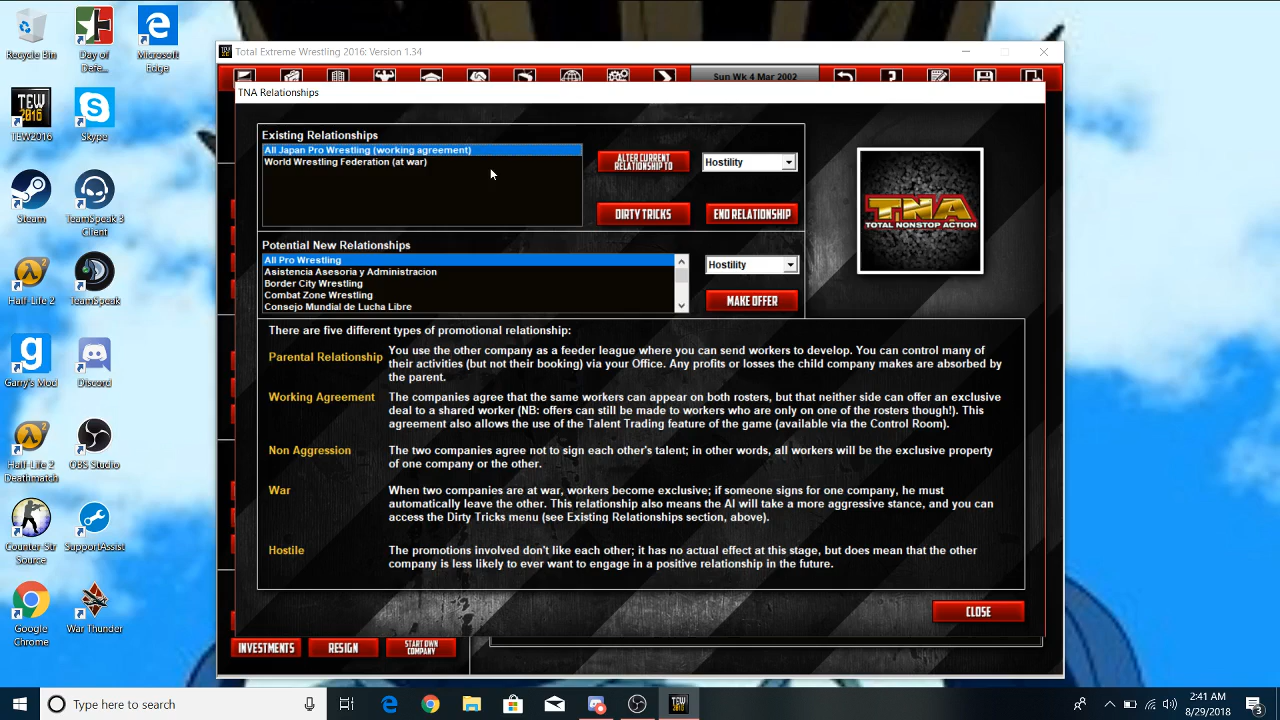 Recycle Bin
Day of
Defe...
Microsoft
Edge
TEW2016
Skype
Steam
TeamSpeak 3
Client
Half-Life 2
TeamSpeak
Garry's Mod
Discord
Half-Life 2
Deathmatch
OBS Studio
Counter-Str
Source
SupportAssist
Google
Chrome
War Thunder
Total Extreme Wrestling 2016: Version 1.34
Sun Wk 4 Mar 2002
TNA Relationships
Existing Relationships
All Japan Pro Wrestling (working agreement)
World Wrestling Federation (at war)
ALTER CURRENT
RELATIONSHIP TO
Hostility
DIRTY TRICKS
END RELATIONSHIP
TNA
TOTAL NONSTOP ACTION
Potential New Relationships
All Pro Wrestling
Asistencia Asesoria y Administracion
Border City Wrestling
Combat Zone Wrestling
Consejo Mundial de Lucha Libre
Hostility
MAKE OFFER
There are five different types of promotional relationship:
Parental Relationship
You use the other company as a feeder league where you can send workers to develop. You can control many of
their activities (but not their booking) via your Office. Any profits or losses the child company makes are absorbed by
the parent.
Working Agreement
The companies agree that the same workers can appear on both rosters, but that neither side can offer an exclusive
deal to a shared worker (NB: offers can still be made to workers who are only on one of the rosters though!). This
agreement also allows the use of the Talent Trading feature of the game (available via the Control Room).
Non Aggression
The two companies agree not to sign each other's talent; in other words, all workers will be the exclusive property
of one company or the other.
War
When two companies are at war, workers become exclusive; if someone signs for one company, he must
automatically leave the other. This relationship also means the AI will take a more aggressive stance, and you can
access the Dirty Tricks menu (see Existing Relationships section, above).
Hostile
The promotions involved don't like each other; it has no actual effect at this stage, but does mean that the other
company is less likely to ever want to engage in a positive relationship in the future.
CLOSE
INVESTMENTS
RESIGN
START OWN
COMPANY
Type here to search
TEW
2016
2:41 AM
8/29/2018
3